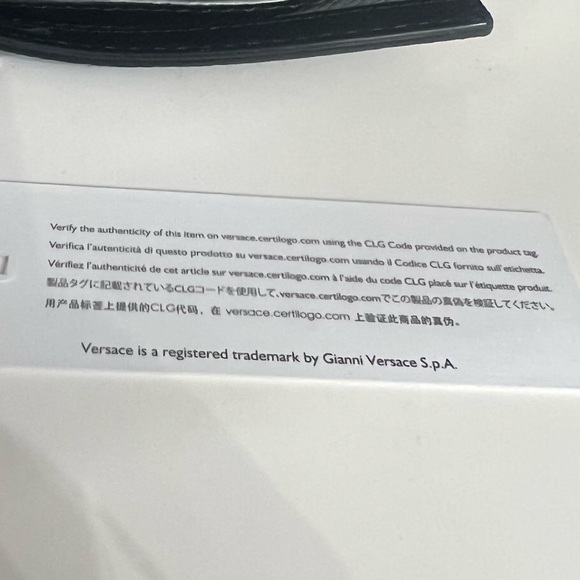 Verify the authenticity of this item on versace.certilogo.com using the CLG Code provided on the product tag.
Verifica l'autenticità di questo prodotto su versace.certilogo.com usando il Codice CLG fornito sull'etichetta.
Vérifiez l'authenticité de cet article sur versace.certilogo.com à l'aide du code CLG placé sur l'étiquette produit.
製品タグに記載されているCLGコードを使用して、versace.certilogo.comでこの製品の真偽を検証してください。
用产品标签上提供的CLG代码，在 versace.certilogo.com 上验证此商品的真伪。
Versace is a registered trademark by Gianni Versace S.p.A.